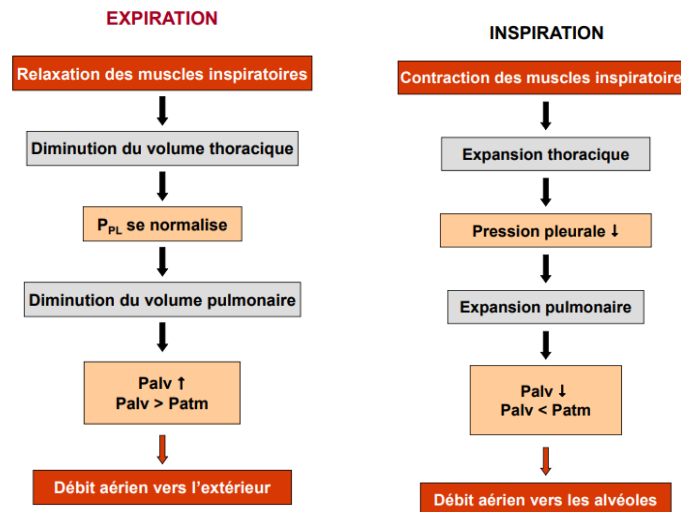 EXPIRATION
Relaxation des muscles inspiratoires
Diminution du volume thoracique
PPL se normalise
Diminution du volume pulmonaire
Palv ↑
Palv > Patm
Débit aérien vers l'extérieur
INSPIRATION
Contraction des muscles inspiratoire
Expansion thoracique
Pression pleurale ↓
Expansion pulmonaire
Palv ↓
Palv < Patm
Débit aérien vers les alvéoles